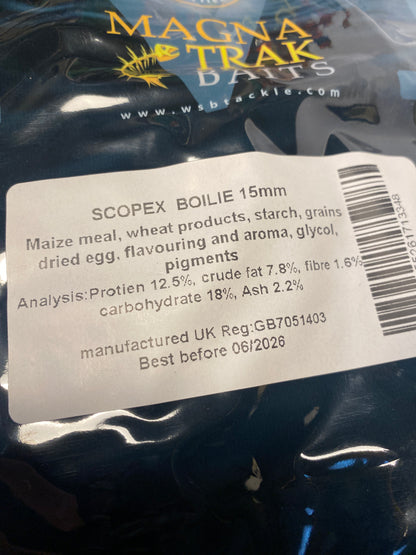 MAGNA
TRAK
BAITS
www.wsbtackle.com
SCOPEX BOILIE 15mm
Maize meal, wheat products, starch, grains
dried egg. flavouring and aroma, glycol,
pigments
Analysis:Protien 12.5%, crude fat 7.8%, fibre 1.6%
carbohydrate 18%, Ash 2.2%
manufactured UK Reg:GB7051403
Best before 06/2026